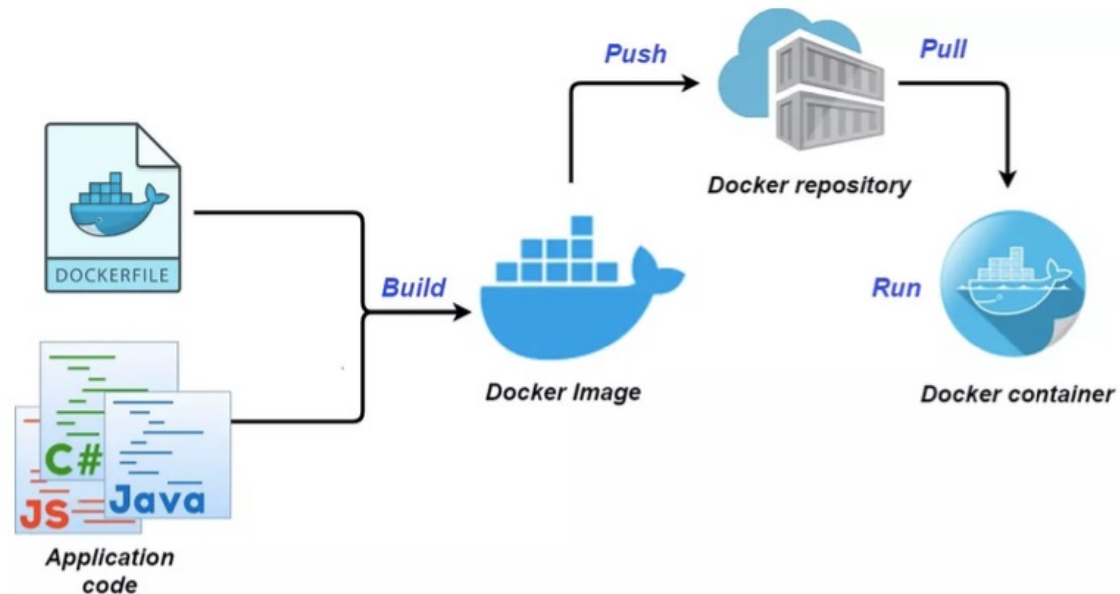 Push
Pull
Docker repository
DOCKERFILE
Build
Run
Docker Image
Docker container
C#
JS
Java
Application
code